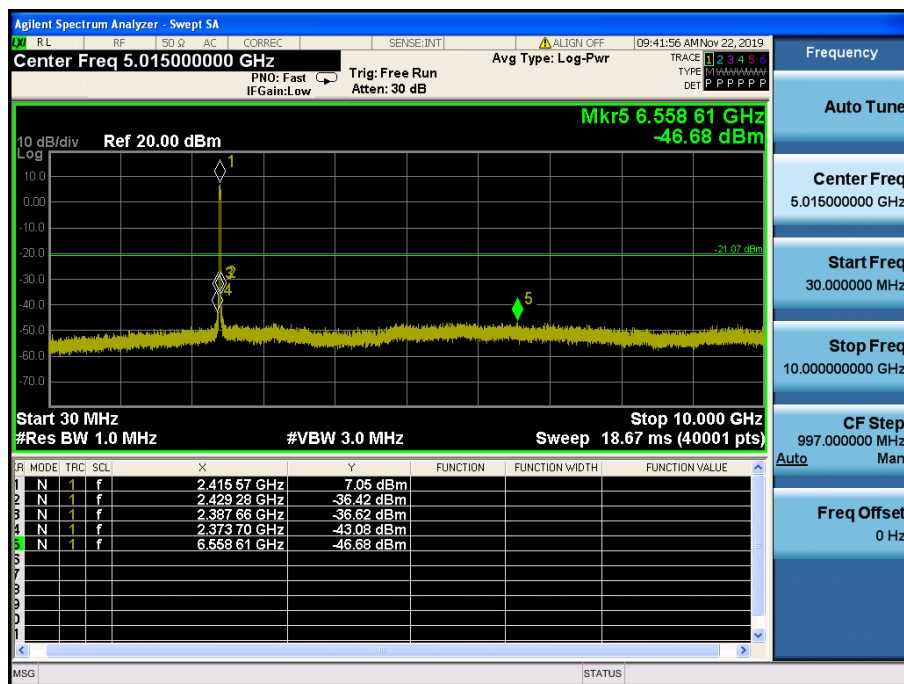 Agilent Spectrum Analyzer - Swept SA
LXI RL RF 50 Ω AC CORREC SENSE:INT ALIGN OFF 09:41:56 AM Nov 22, 2019
Center Freq 5.015000000 GHz
PNO: Fast
IFGain:Low
Trig: Free Run
Atten: 30 dB
Avg Type: Log-Pwr
TRACE 1 2 3 4 5 6
TYPE M W W W W W
DET P P P P P P
Frequency
Auto Tune
Center Freq
5.015000000 GHz
Start Freq
30.000000 MHz
Stop Freq
10.000000000 GHz
CF Step
997.000000 MHz
Auto Man
Freq Offset
0 Hz
Mkr5 6.558 61 GHz
-46.68 dBm
10 dB/div Ref 20.00 dBm
Log
10.0
0.00
-10.0
-20.0
-30.0
-40.0
-50.0
-60.0
-70.0
1
2
3
4
5
-21.07 dBm
Start 30 MHz Stop 10.000 GHz
#Res BW 1.0 MHz #VBW 3.0 MHz Sweep 18.67 ms (40001 pts)
MODE TRC SCL X Y FUNCTION FUNCTION WIDTH FUNCTION VALUE
1 N 1 f 2.415 57 GHz 7.05 dBm
2 N 1 f 2.429 28 GHz -36.42 dBm
3 N 1 f 2.387 66 GHz -36.62 dBm
4 N 1 f 2.373 70 GHz -43.08 dBm
5 N 1 f 6.558 61 GHz -46.68 dBm
6
7
8
9
0
1
MSG STATUS